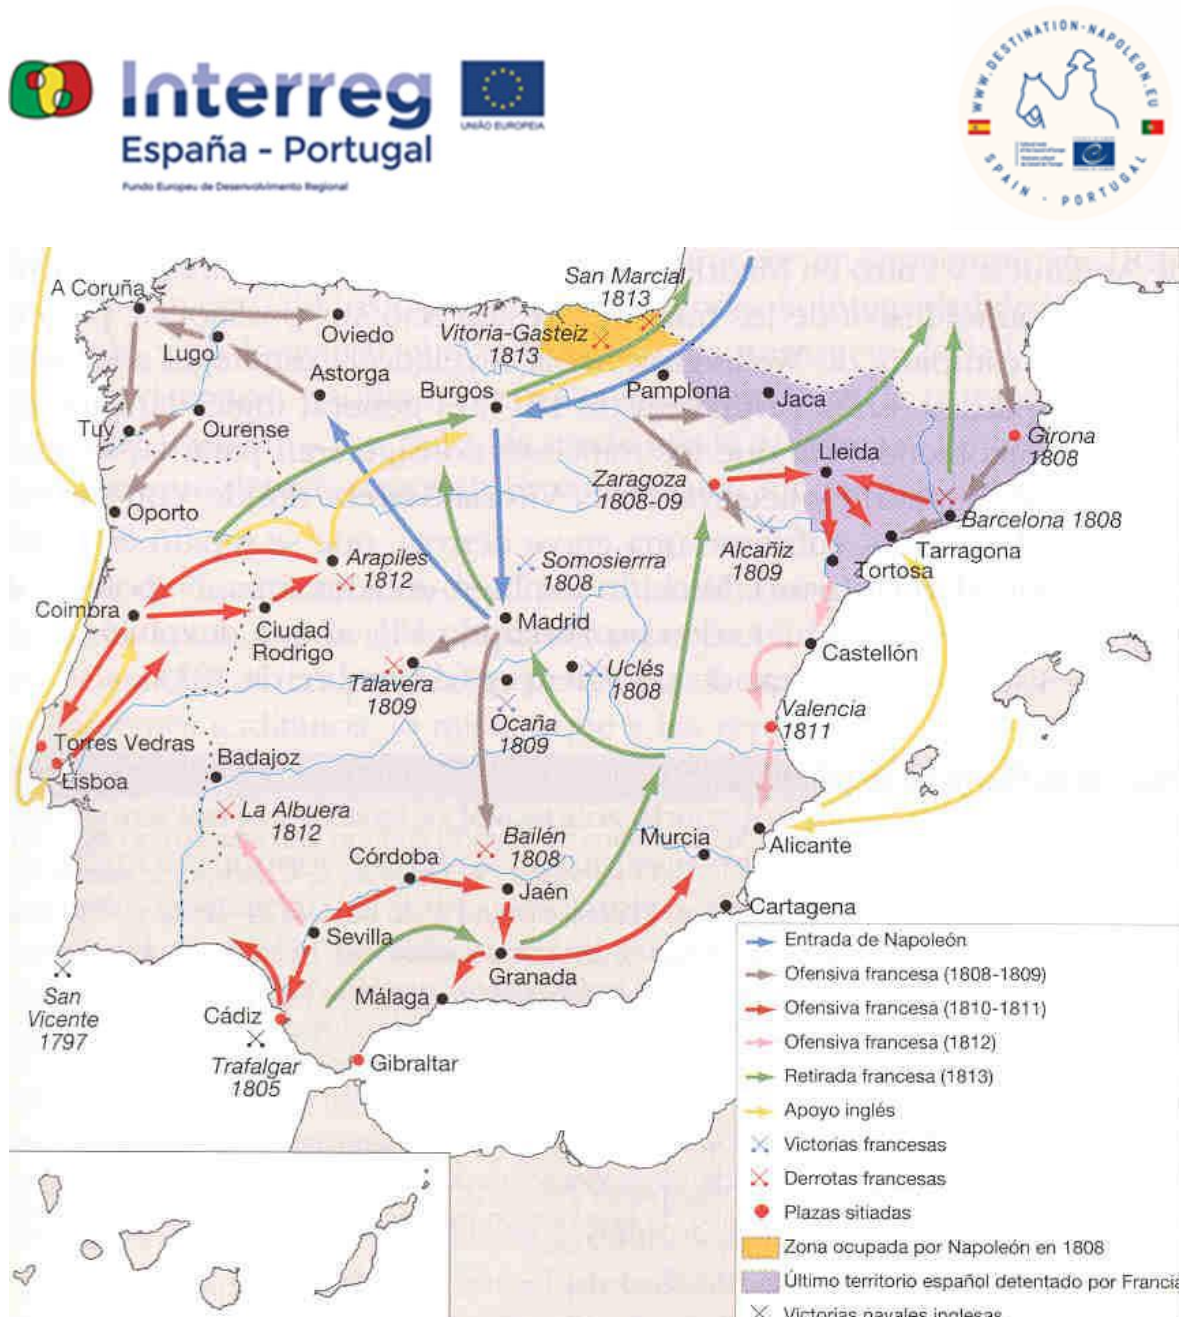 Interreg
España - Portugal
Fundo Europeu de Desenvolvimento Regional
UNIÃO EUROPEIA
WWW.DESTINATION-NAPOLEON.EU
SPAIN - PORTUGAL
San Marcial
1813
A Coruña
Oviedo
Vitoria-Gasteiz
1813
Lugo
Astorga
Burgos
Pamplona
Jaca
Tuy
Ourense
Girona
1808
Lleida
Zaragoza
1808-09
Oporto
Barcelona 1808
Alcañiz
1809
Tarragona
Arapiles
1812
Somosierrra
1808
Tortosa
Coimbra
Ciudad
Rodrigo
Madrid
Castellón
Talavera
1809
Uclés
1808
Ocaña
1809
Valencia
1811
Torres Vedras
Lisboa
Badajoz
La Albuera
1812
Bailén
1808
Murcia
Alicante
Córdoba
Jaén
Cartagena
Sevilla
Granada
San
Vicente
1797
Málaga
Cádiz
Trafalgar
1805
Gibraltar
Entrada de Napoleón
Ofensiva francesa (1808-1809)
Ofensiva francesa (1810-1811)
Ofensiva francesa (1812)
Retirada francesa (1813)
Apoyo inglés
Victorias francesas
Derrotas francesas
Plazas sitiadas
Zona ocupada por Napoleón en 1808
Último territorio español detentado por Francia
Victorias navales inglesas